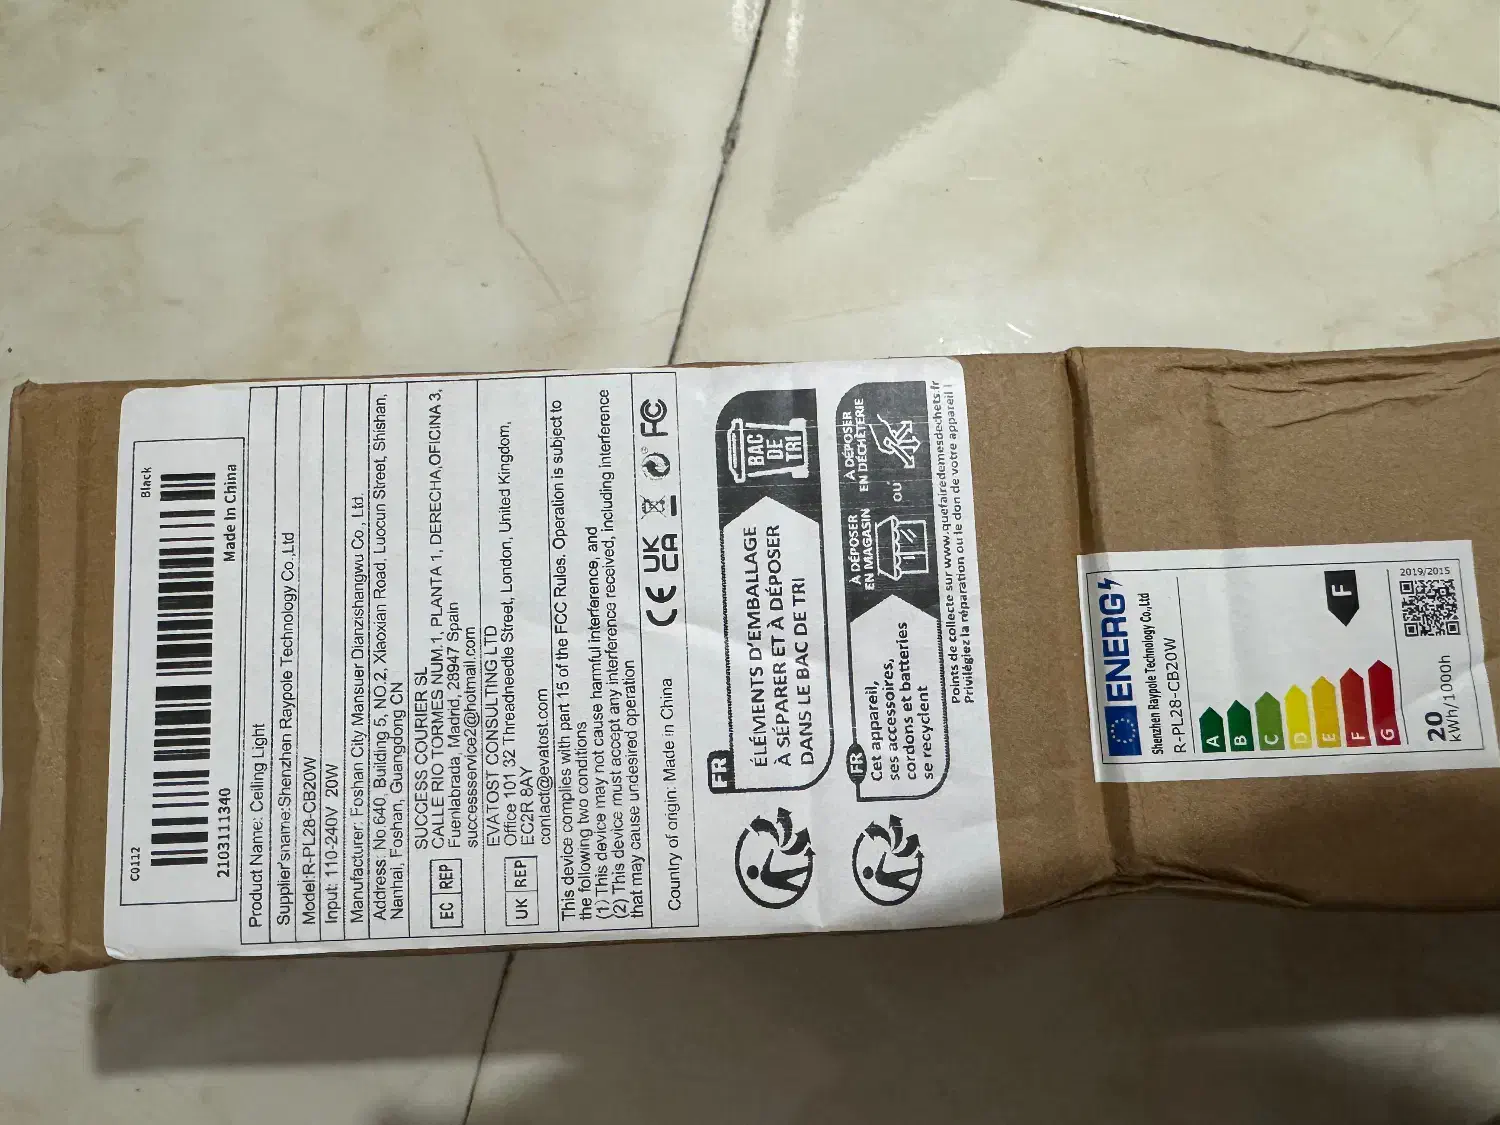 C0112
Black
2103111340
Made In China
Product Name: Ceiling Light
Supplier'sname:Shenzhen Raypole Technology Co.,Ltd
Model:R-PL28-CB20W
Input: 110-240V 20W
Manufacturer: Foshan City Mansuer Dianzishangwu Co., Ltd.
Address: No.640, Building 5, NO.2, Xiaoxian Road, Luocun Street, Shishan,
Nanhai, Foshan, Guangdong CN
EC REP
SUCCESS COURIER SL
CALLE RIO TORMES NUM.1, PLANTA 1, DERECHA,OFICINA 3,
Fuenlabrada, Madrid, 28947 Spain
successservice2@hotmail.com
UK REP
EVATOST CONSULTING LTD
Office 101 32 Threadneedle Street, London, United Kingdom,
EC2R 8AY
contact@evatost.com
This device complies with part 15 of the FCC Rules. Operation is subject to
the following two conditions
(1) This device may not cause harmful interference, and
(2) This device must accept any interference received, including interference
that may cause undesired operation
Country of origin: Made in China
CE UK CA FC
FR
ÉLÉMENTS D'EMBALLAGE
À SÉPARER ET À DÉPOSER
DANS LE BAC DE TRI
BAC
DE
TRI
FR
Cet appareil,
ses accessoires,
cordons et batteries
se recyclent
À DÉPOSER
EN MAGASIN
OU
À DÉPOSER
EN DÉCHÈTERIE
Points de collecte sur www.quefairedemesdechets.fr
Privilégiez la réparation ou le don de votre appareil !
ENERG
Shenzhen Raypole Technology Co.,Ltd
R-PL28-CB20W
A
B
C
D
E
F
G
F
20
kWh/1000h
2019/2015